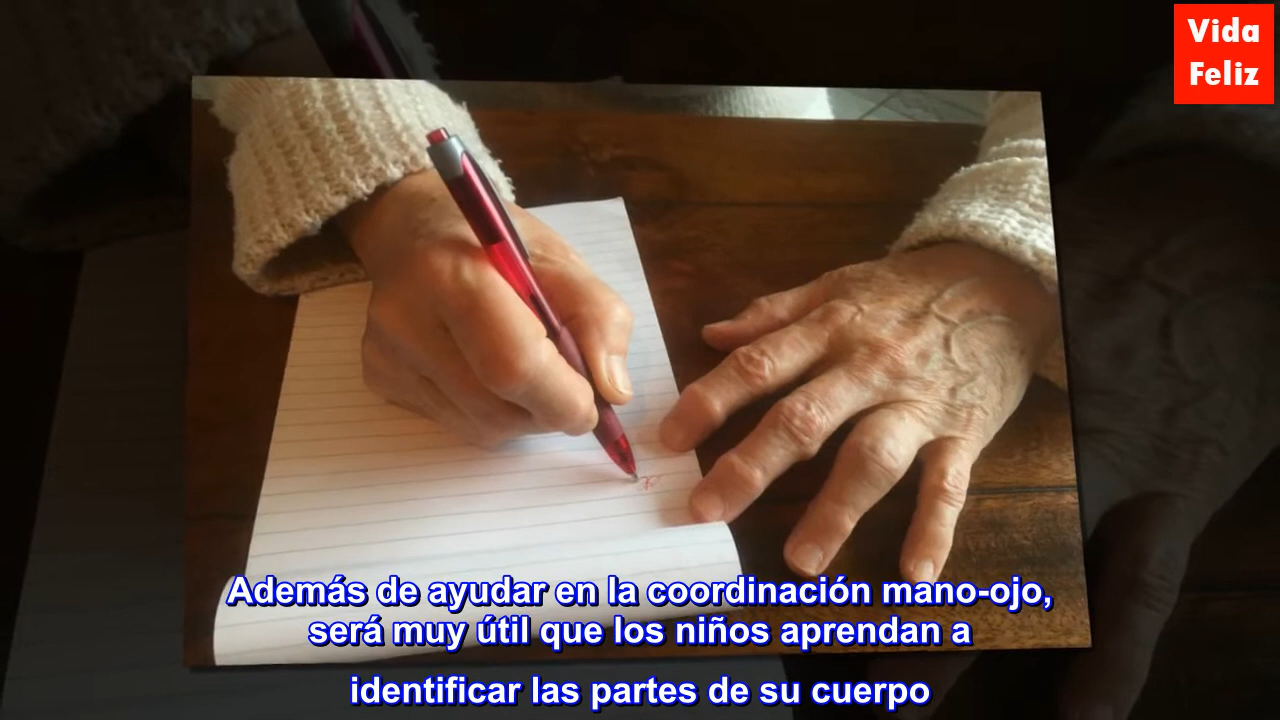 Vida
Feliz
Además de ayudar en la coordinación mano-ojo,
será muy útil que los niños aprendan a
identificar las partes de su cuerpo